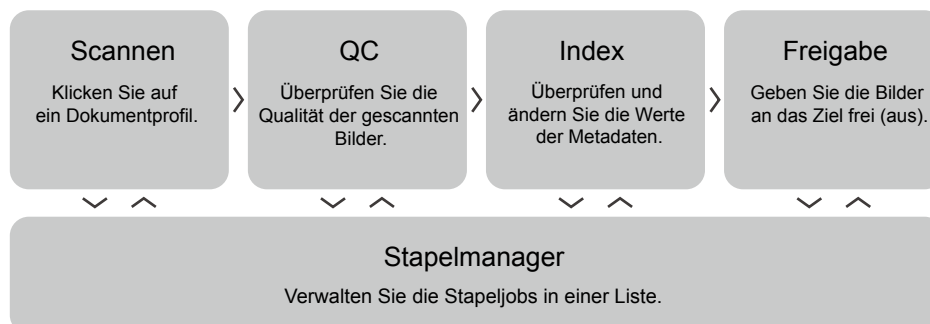 Scannen
Klicken Sie auf
ein Dokumentprofil.
QC
Überprüfen Sie die
Qualität der gescannten
Bilder.
Index
Überprüfen und
ändern Sie die Werte
der Metadaten.
Freigabe
Geben Sie die Bilder
an das Ziel frei (aus).
Stapelmanager
Verwalten Sie die Stapeljobs in einer Liste.